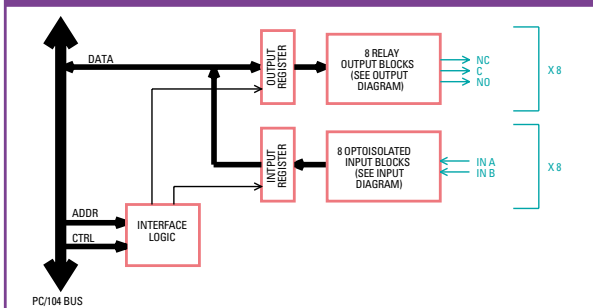 DATA
OUTPUT
REGISTER
8 RELAY
OUTPUT BLOCKS
(SEE OUTPUT
DIAGRAM)
NC
C
NO
X 8
INTPUT
REGISTER
8 OPTOISOLATED
INPUT BLOCKS
(SEE INPUT
DIAGRAM)
IN A
IN B
X 8
ADDR
CTRL
INTERFACE
LOGIC
PC/104 BUS